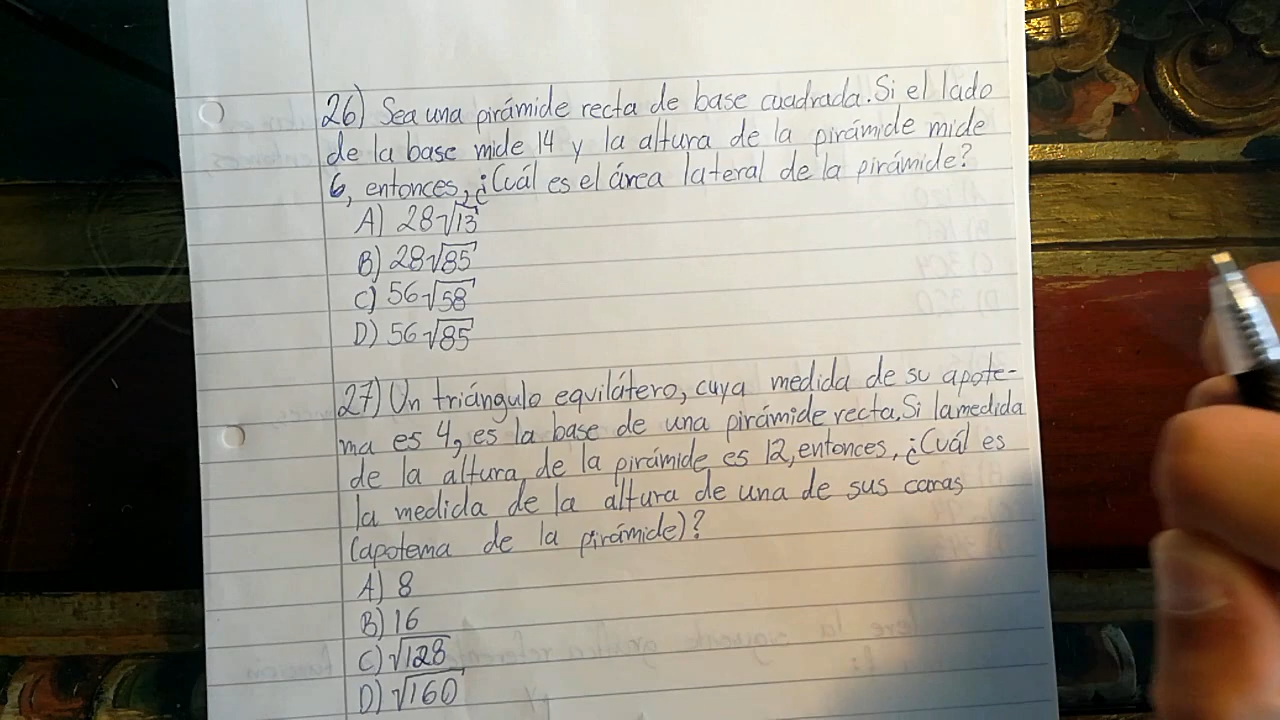 26) Sea una pirámide recta de base cuadrada. Si el lado
de la base mide 14 y la altura de la pirámide mide
6, entonces, ¿Cuál es el área lateral de la pirámide?
A) 28√13
B) 28√85
C) 56√58
D) 56√85
27) Un triángulo equilátero, cuya medida de su apote-
ma es 4, es la base de una pirámide recta. Si la medida
de la altura de la pirámide es 12, entonces, ¿Cuál es
la medida de la altura de una de sus caras
(apotema de la pirámide)?
A) 8
B) 16
C) √128
D) √160